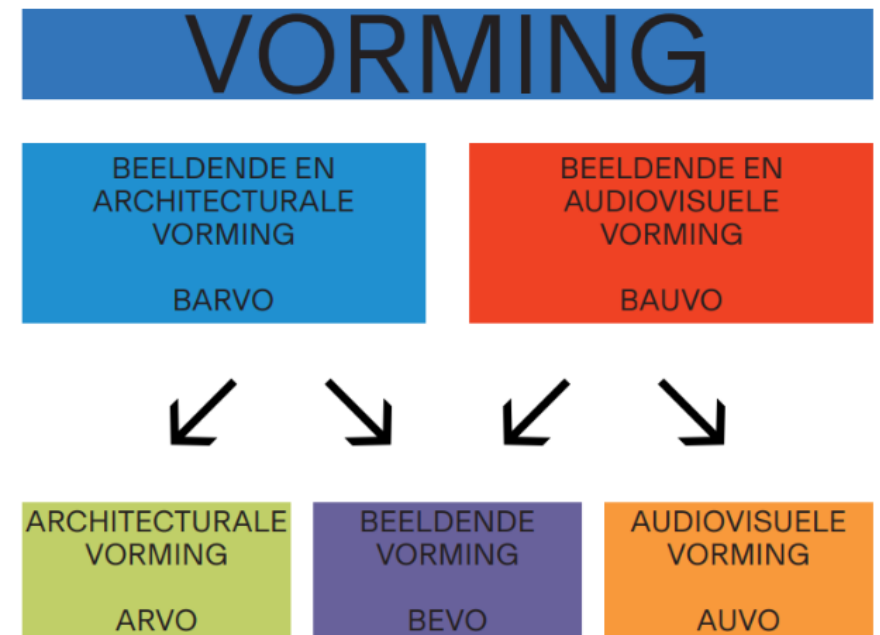 VORMING
BEELDENDE EN
ARCHITECTURALE
VORMING
BARVO
BEELDENDE EN
AUDIOVISUELE
VORMING
BAUVO
ARCHITECTURALE
VORMING
ARVO
BEELDENDE
VORMING
BEVO
AUDIOVISUELE
VORMING
AUVO